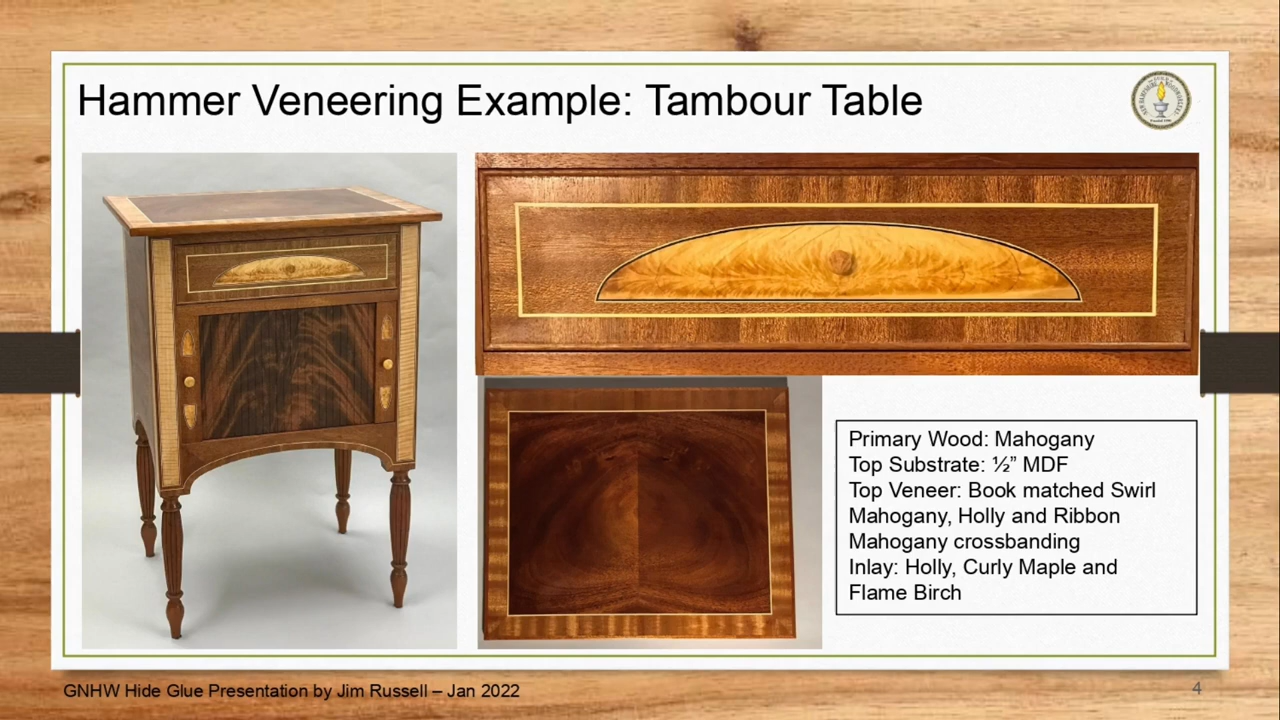 Hammer Veneering Example: Tambour Table
Primary Wood: Mahogany
Top Substrate: ½” MDF
Top Veneer: Book matched Swirl
Mahogany, Holly and Ribbon
Mahogany crossbanding
Inlay: Holly, Curly Maple and
Flame Birch
GNHW Hide Glue Presentation by Jim Russell – Jan 2022
4